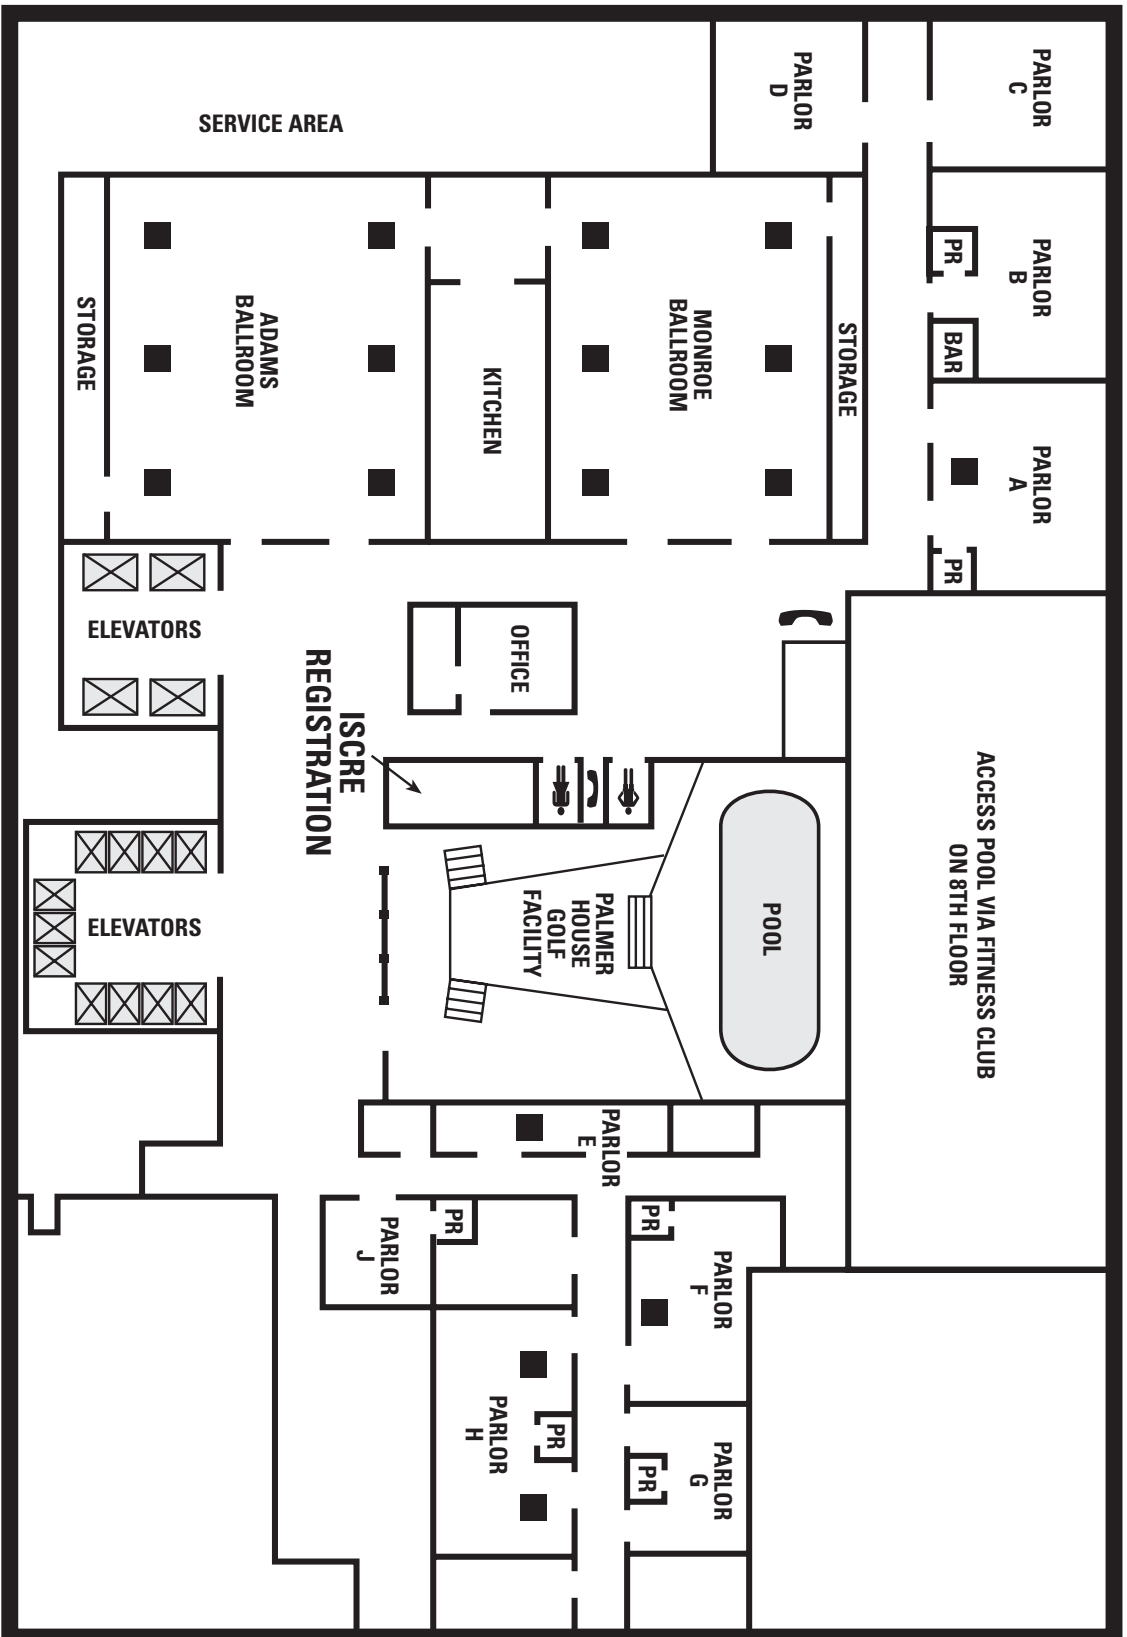 PARLOR
C
PARLOR
D
SERVICE AREA
PARLOR
B
PR
BAR
STORAGE
MONROE
BALLROOM
KITCHEN
ADAMS
BALLROOM
STORAGE
PARLOR
A
PR
ELEVATORS
OFFICE
ISCRE
REGISTRATION
ACCESS POOL VIA FITNESS CLUB
ON 8TH FLOOR
POOL
PALMER
HOUSE
GOLF
FACILITY
ELEVATORS
PARLOR
E
PARLOR
J
PR
PR
PARLOR
F
PARLOR
H
PR
PARLOR
G
PR